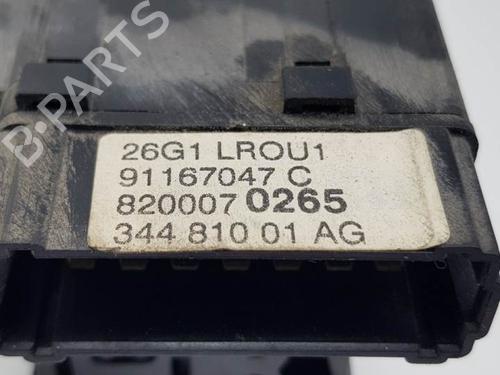 B-PARTS
26G1 LROU1
91167047 C
820007 0265
344 810 01 AG